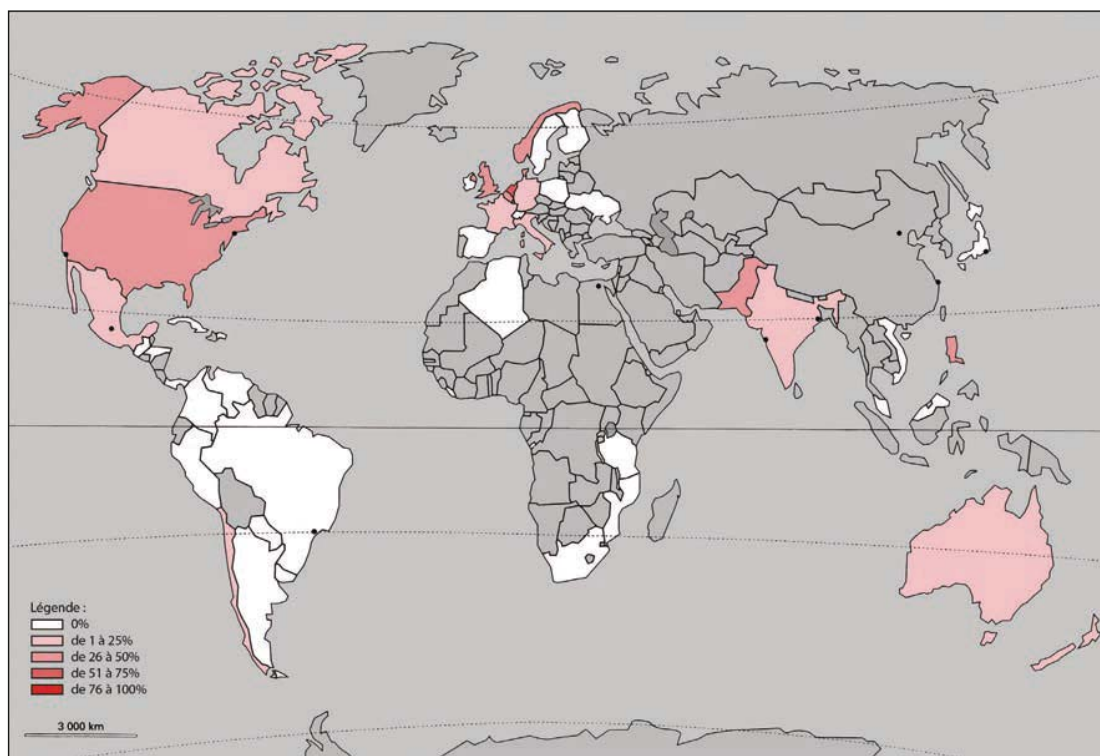 Légende :
0%
de 1 à 25%
de 26 à 50%
de 51 à 75%
de 76 à 100%
3 000 km